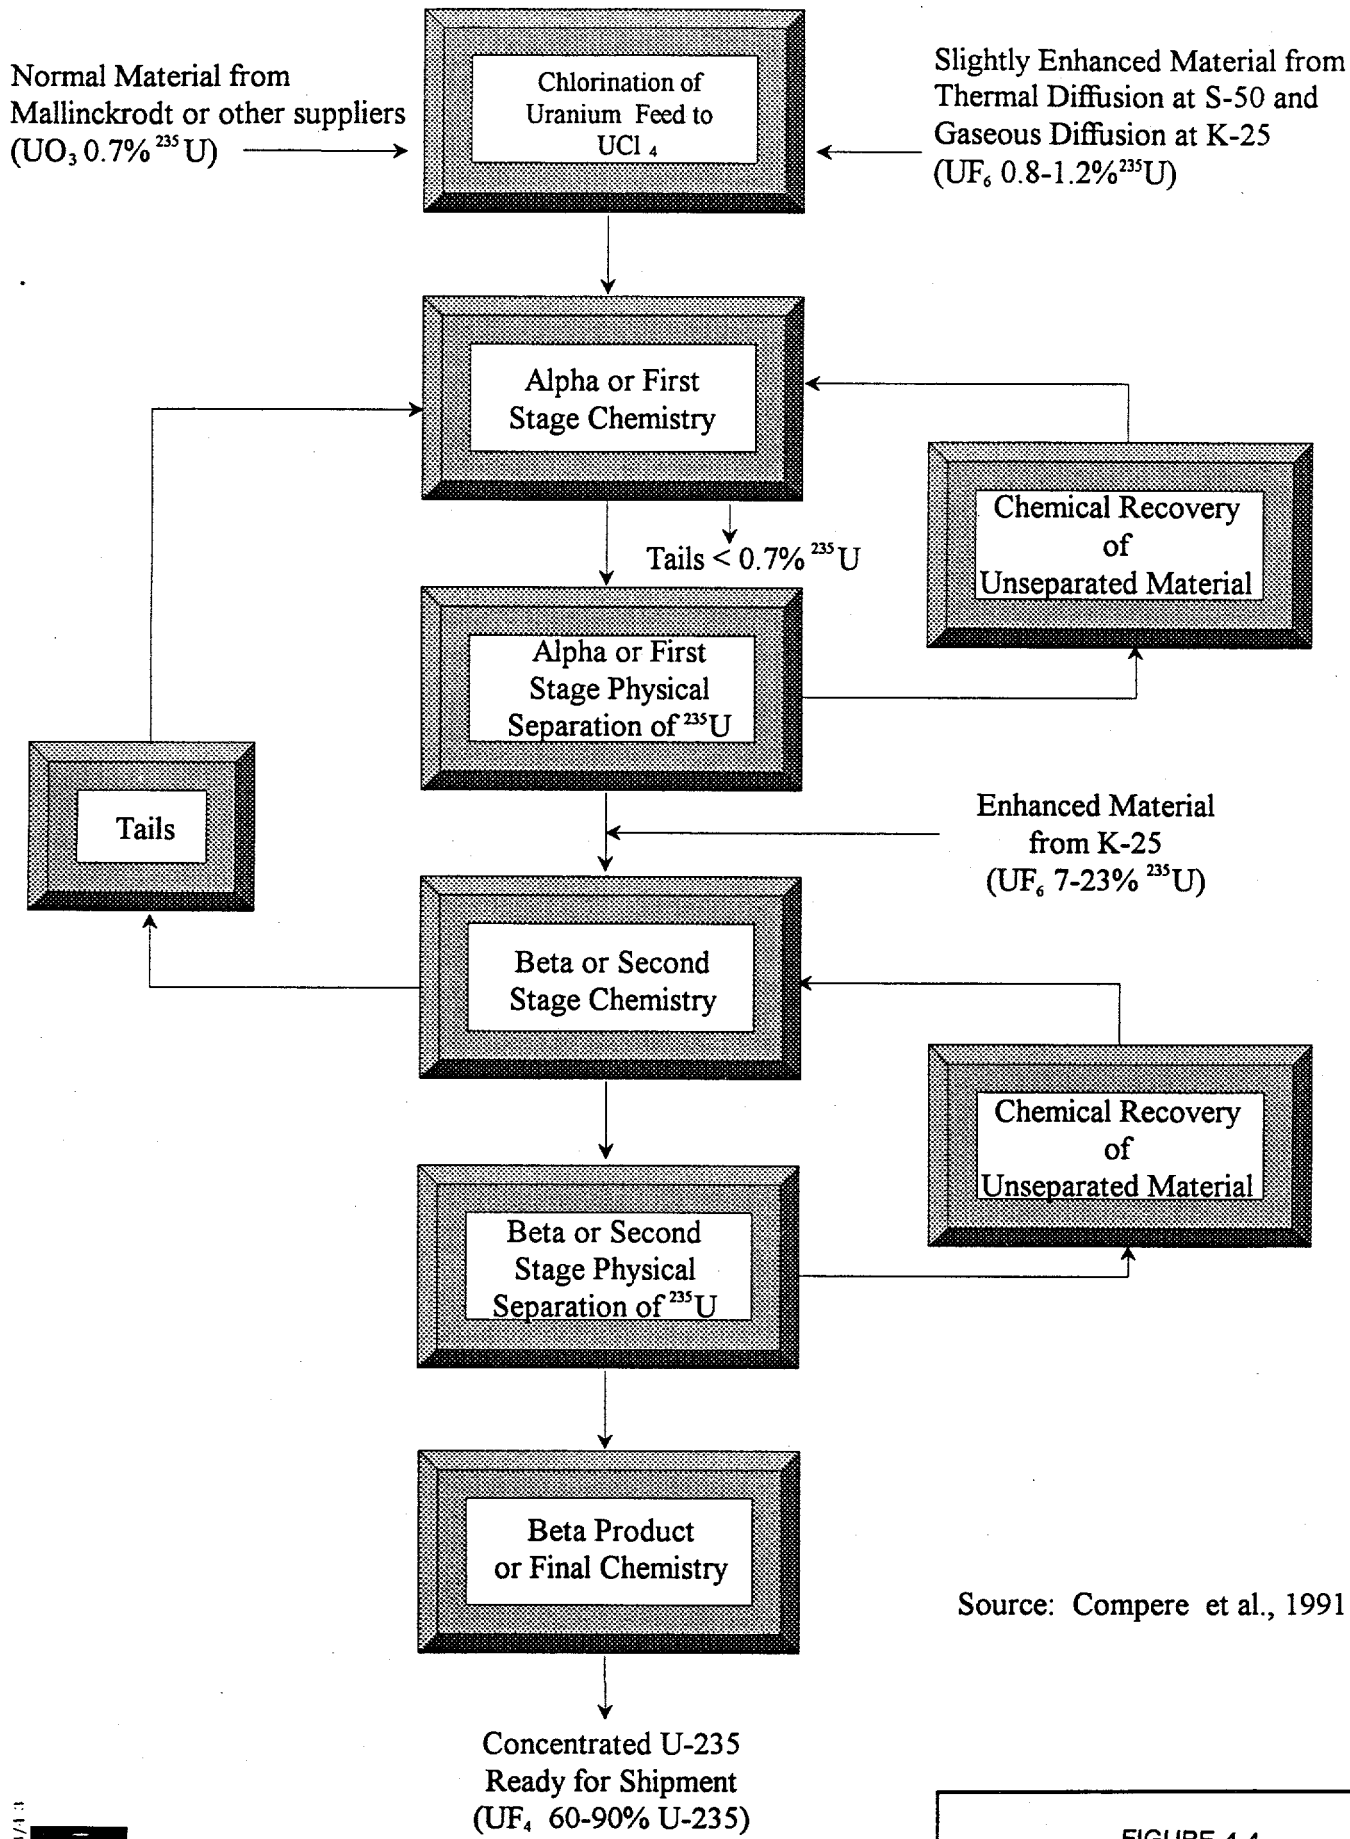 Normal Material from
Mallinckrodt or other suppliers
(UO₃ 0.7% ²³⁵U)
Chlorination of
Uranium Feed to
UCl ₄
Slightly Enhanced Material from
Thermal Diffusion at S-50 and
Gaseous Diffusion at K-25
(UF₆ 0.8-1.2%²³⁵U)
Alpha or First
Stage Chemistry
Chemical Recovery
of
Unseparated Material
Tails < 0.7% ²³⁵U
Alpha or First
Stage Physical
Separation of ²³⁵U
Tails
Enhanced Material
from K-25
(UF₆ 7-23% ²³⁵U)
Beta or Second
Stage Chemistry
Chemical Recovery
of
Unseparated Material
Beta or Second
Stage Physical
Separation of ²³⁵U
Beta Product
or Final Chemistry
Source: Compere et al., 1991
Concentrated U-235
Ready for Shipment
(UF₄ 60-90% U-235)
FIGURE 4-4